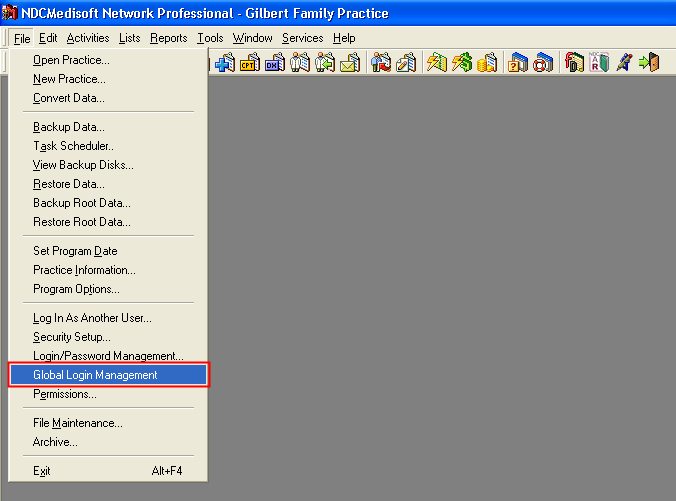 NDCMedisoft Network Professional - Gilbert Family Practice
File Edit Activities Lists Reports Tools Window Services Help
Open Practice...
New Practice...
Convert Data...
Backup Data...
Task Scheduler..
View Backup Disks...
Restore Data...
Backup Root Data...
Restore Root Data...
Set Program Date
Practice Information...
Program Options...
Log In As Another User...
Security Setup...
Login/Password Management...
Global Login Management
Permissions...
File Maintenance...
Archive...
Exit Alt+F4
CPT
DX
NDC
A
R